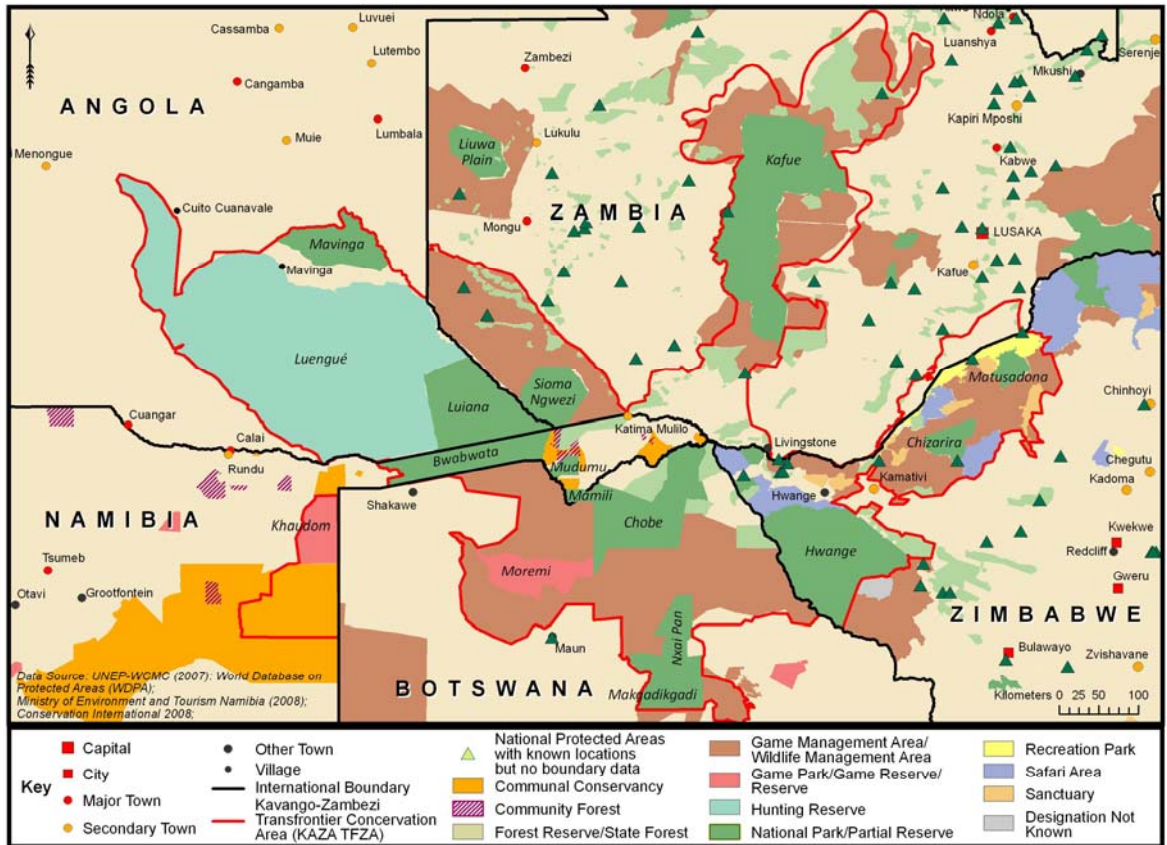 Cassamba
Luvuei
Lutembo
Cangamba
ANGOLA
Lumbala
Muie
Menongue
Cuito Cuanavale
Mavinga
Mavinga
Luengué
Luiana
Cuangar
Calai
Rundu
Zambezi
Lukulu
Liuwa
Plain
ZAMBIA
Mongu
Kafue
Ndola
Luanshya
Serenje
Mkushi
Kapiri Mposhi
Kabwe
LUSAKA
Kafue
Sioma
Ngwezi
Katima Mulilo
Bwabwata
Mudumu
Mamili
Livingstone
Matusadona
Chizarira
Chinhoyi
Chegutu
Kadoma
Kamativi
Hwange
Hwange
Kwekwe
Redcliff
Gweru
ZIMBABWE
Bulawayo
Zvishavane
NAMIBIA
Khaudom
Tsumeb
Otavi
Grootfontein
Shakawe
Chobe
Moremi
Nxai Pan
Maun
Makgadikgadi
BOTSWANA
Data Source: UNEP-WCMC (2007): World Database on
Protected Areas (WDPA);
Ministry of Environment and Tourism Namibia (2008);
Conservation International 2008;
Kilometers 0 25 50 100
Key
Capital
City
Major Town
Secondary Town
Other Town
Village
International Boundary
Kavango-Zambezi
Transfrontier Conservation
Area (KAZA TFZA)
National Protected Areas
with known locations
but no boundary data
Communal Conservancy
Community Forest
Forest Reserve/State Forest
Game Management Area/
Wildlife Management Area
Game Park/Game Reserve/
Reserve
Hunting Reserve
National Park/Partial Reserve
Recreation Park
Safari Area
Sanctuary
Designation Not
Known